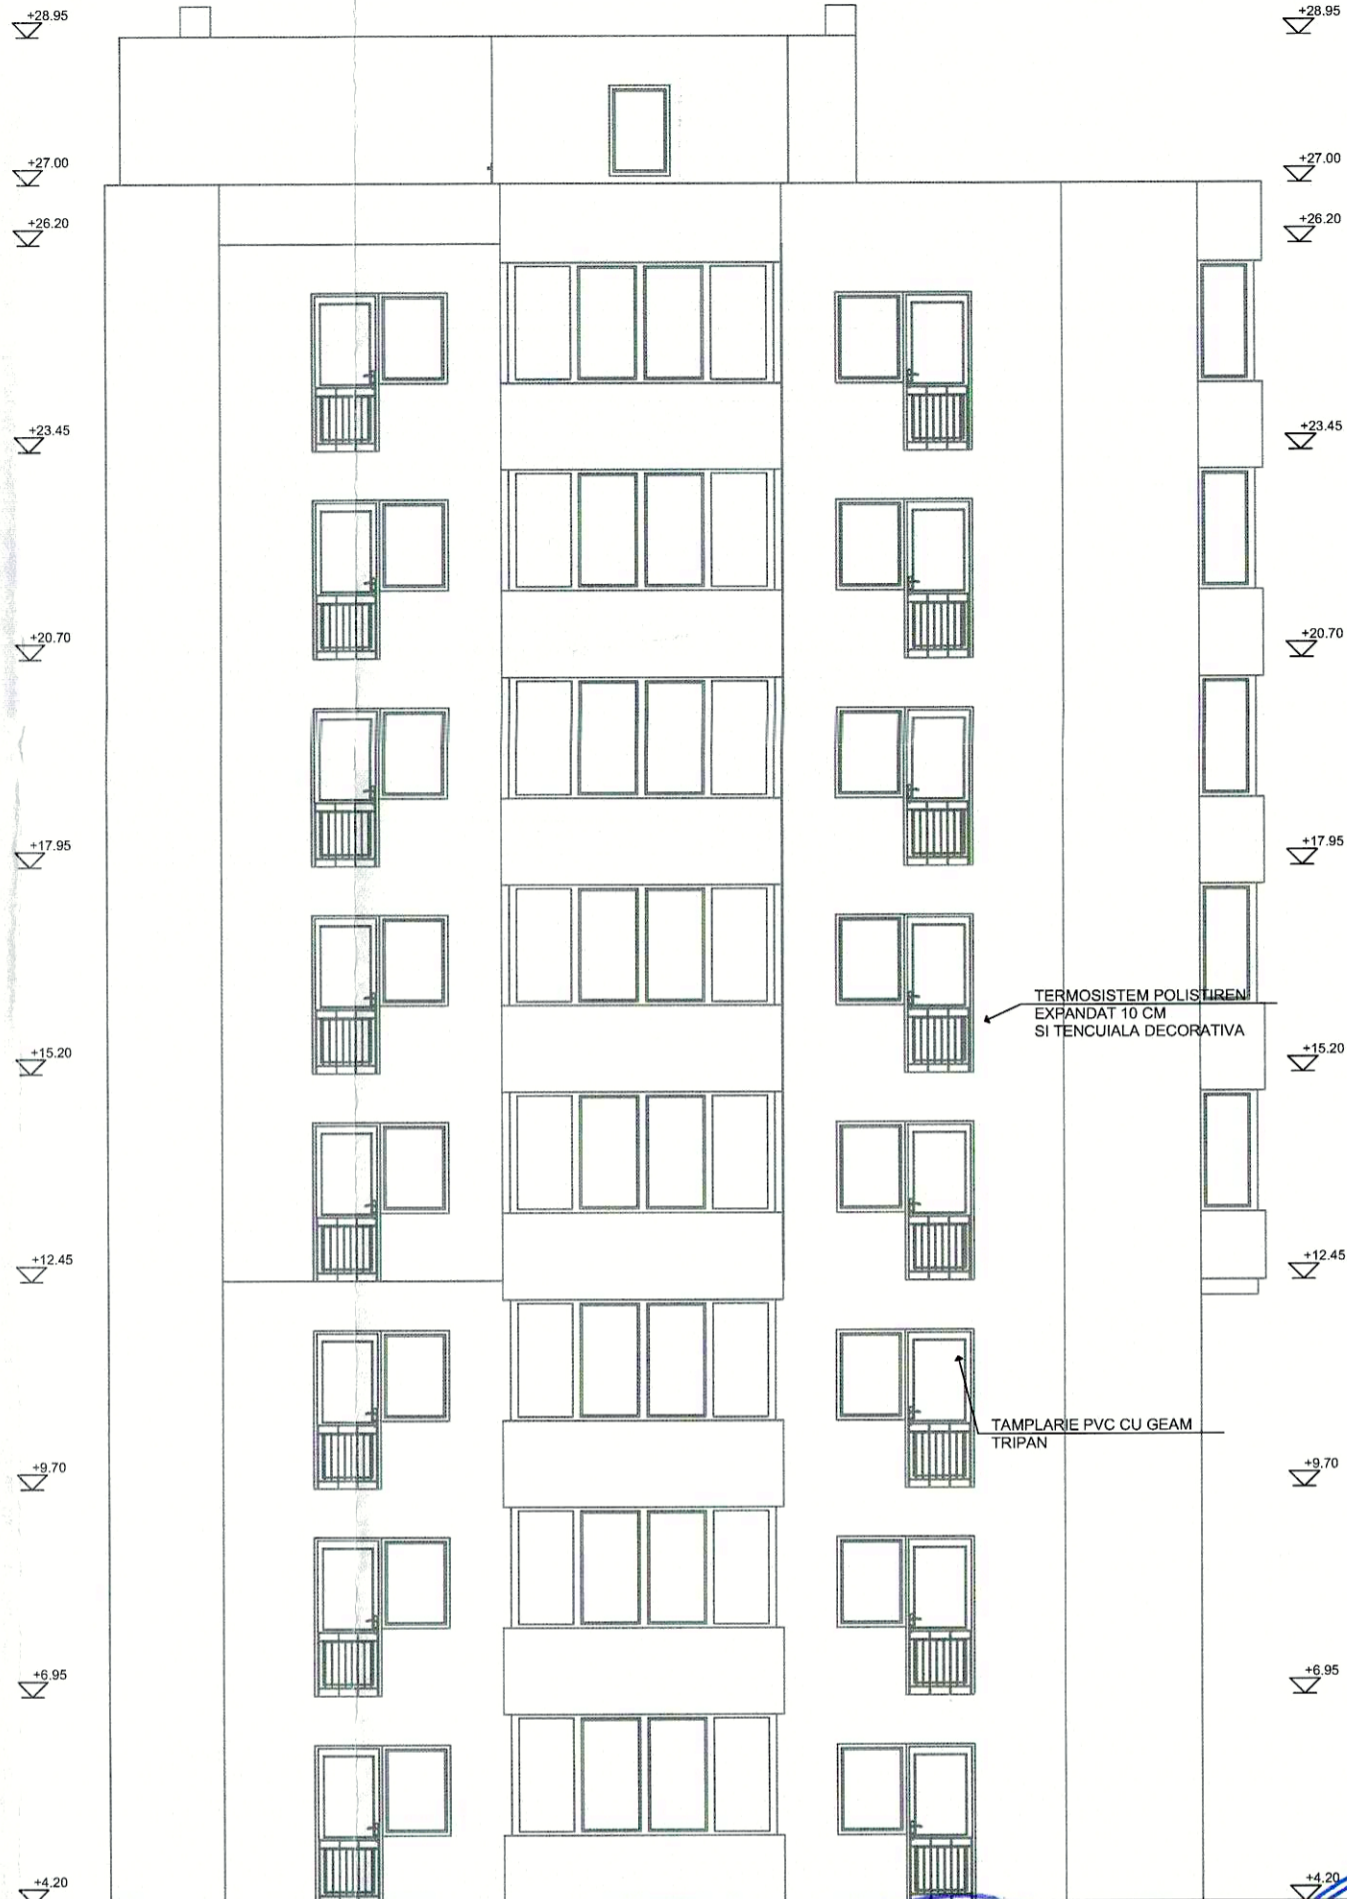 +28.95 +28.95
+27.00 +27.00
+26.20 +26.20
+23.45 +23.45
+20.70 +20.70
+17.95 +17.95
TERMOSISTEM POLISTIREN
EXPANDAT 10 CM
SI TENCUIALA DECORATIVA
+15.20 +15.20
+12.45 +12.45
TAMPLARIE PVC CU GEAM
TRIPAN
+9.70 +9.70
+6.95 +6.95
+4.20 +4.20